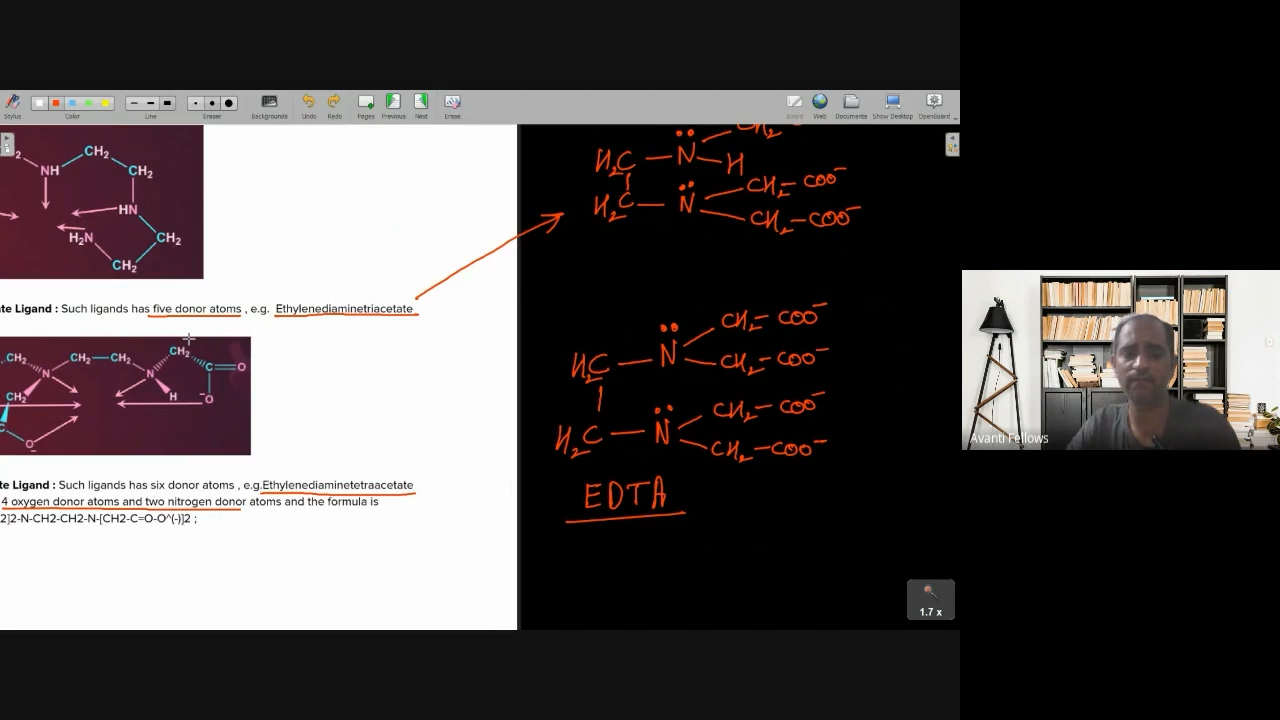 Stylus
Color
Line
Eraser
Backgrounds
Undo
Redo
Pages
Previous
Next
Erase
Board
Web
Documents
Show Desktop
OpenBoard
2
NH
CH2
CH2
HN
H2N
CH2
CH2
ate Ligand : Such ligands has five donor atoms , e.g. Ethylenediaminetriacetate
CH2
CH2
CH2
CH2
N
N
C
O
CH2
H
O-
C
O-
ate Ligand : Such ligands has six donor atoms , e.g.Ethylenediaminetetraacetate
4 oxygen donor atoms and two nitrogen donor atoms and the formula is
2]2-N-CH2-CH2-N-[CH2-C=O-O^(-)]2 ;
CH2-
H2C — N — H
H2C — N — CH2 – COO-
CH2 – COO-
CH2 – COO-
H2C — N — CH2 – COO-
CH2 – COO-
H2C — N — CH2 – COO-
EDTA
1.7 x
Avanti Fellows